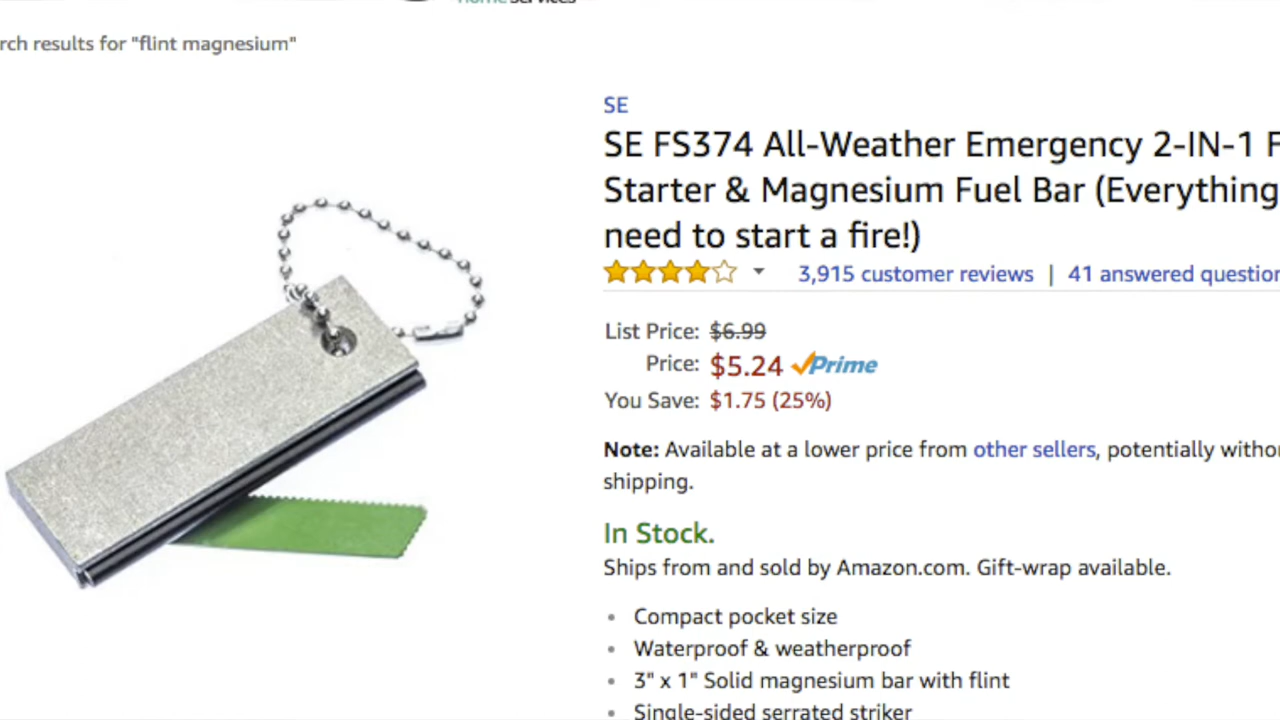 home services
rch results for "flint magnesium"
SE
SE FS374 All-Weather Emergency 2-IN-1 F
Starter & Magnesium Fuel Bar (Everything
need to start a fire!)
3,915 customer reviews | 41 answered question
List Price: $6.99
Price: $5.24 Prime
You Save: $1.75 (25%)
Note: Available at a lower price from other sellers, potentially withou
shipping.
In Stock.
Ships from and sold by Amazon.com. Gift-wrap available.
• Compact pocket size
• Waterproof & weatherproof
• 3" x 1" Solid magnesium bar with flint
• Single-sided serrated striker